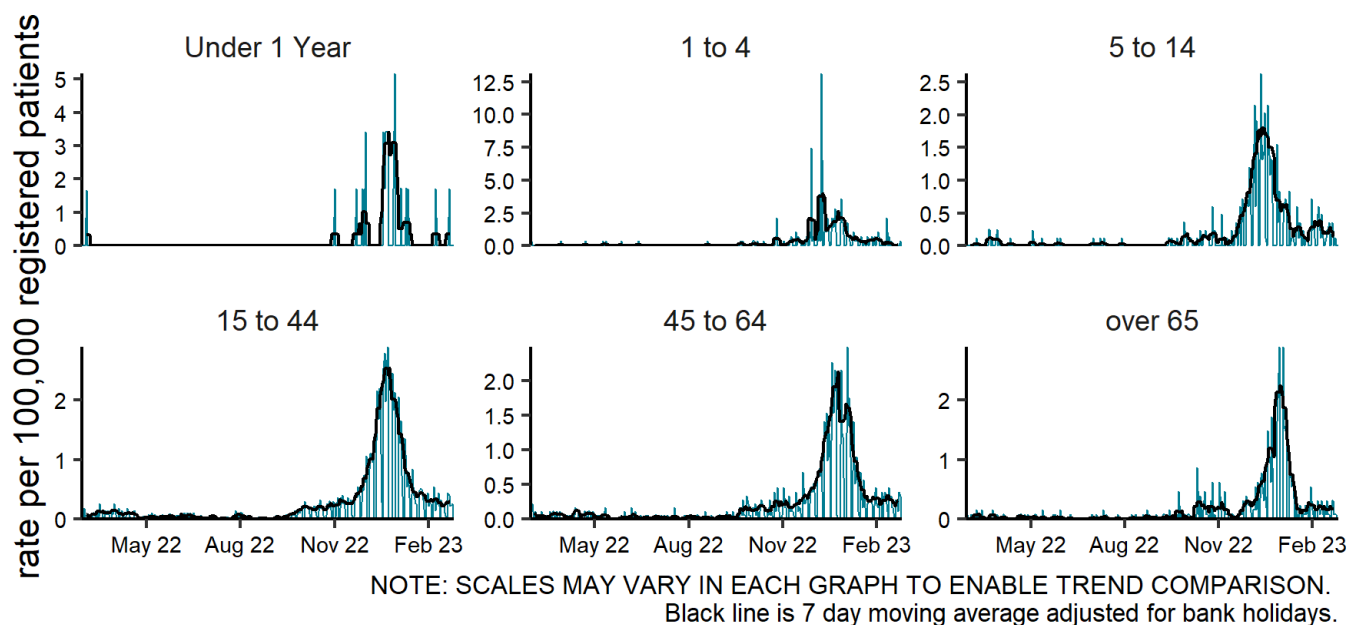 rate per 100,000 registered patients
Under 1 Year
5
4
3
2
1
0
1 to 4
12.5
10.0
7.5
5.0
2.5
0.0
5 to 14
2.5
2.0
1.5
1.0
0.5
0.0
15 to 44
2
1
0
May 22 Aug 22 Nov 22 Feb 23
45 to 64
2.0
1.5
1.0
0.5
0.0
May 22 Aug 22 Nov 22 Feb 23
over 65
2
1
0
May 22 Aug 22 Nov 22 Feb 23
NOTE: SCALES MAY VARY IN EACH GRAPH TO ENABLE TREND COMPARISON.
Black line is 7 day moving average adjusted for bank holidays.